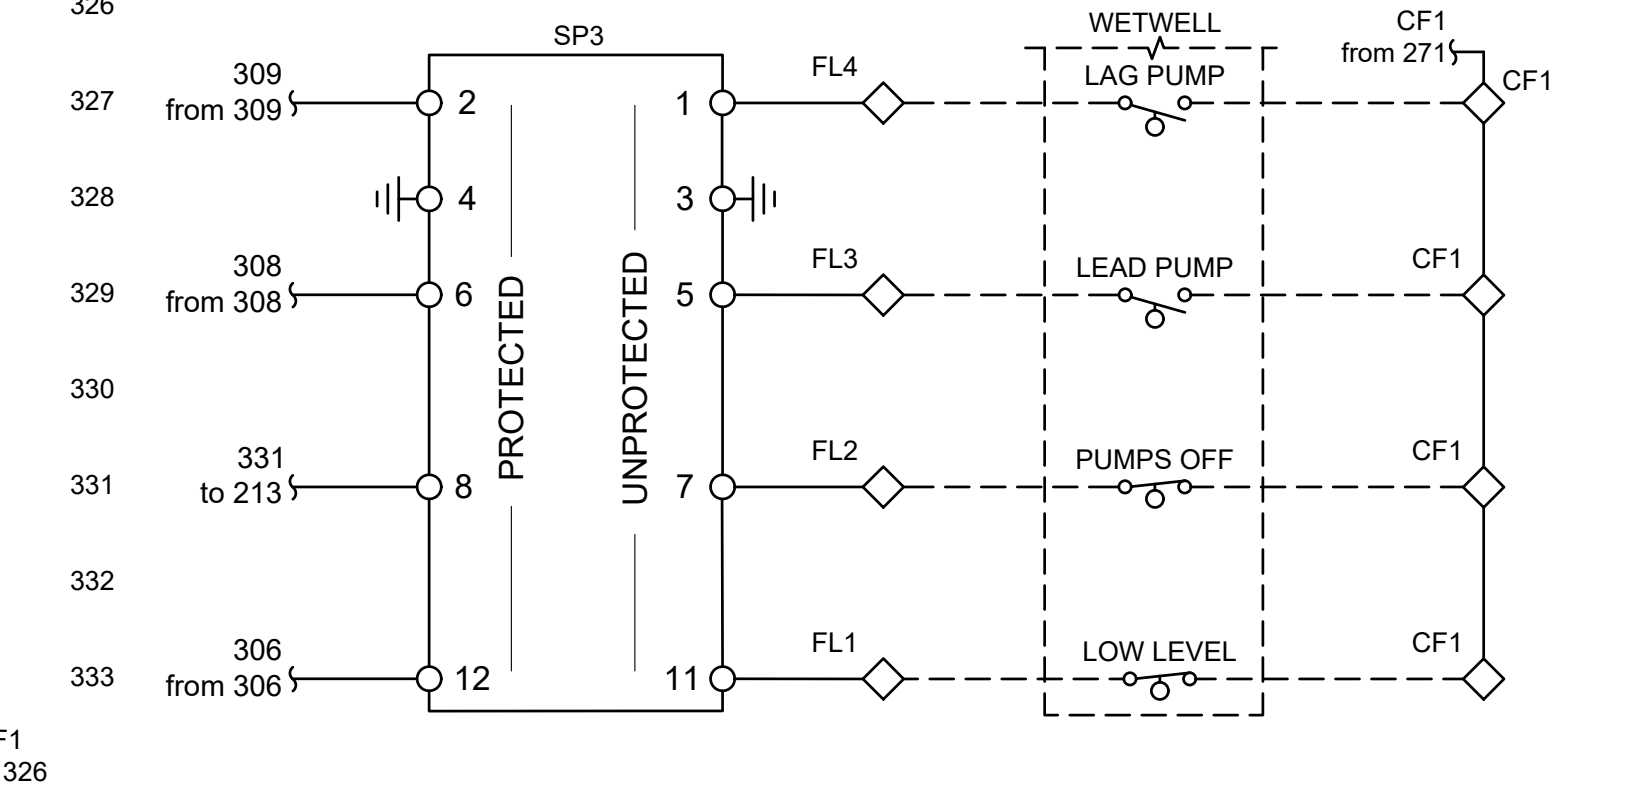 326
SP3
WETWELL
CF1
from 271
309
from 309
327
2
1
FL4
LAG PUMP
CF1
328
4
3
308
from 308
329
6
5
FL3
LEAD PUMP
CF1
PROTECTED
UNPROTECTED
330
331
to 213
331
8
7
FL2
PUMPS OFF
CF1
332
306
from 306
333
12
11
FL1
LOW LEVEL
CF1
F1
326